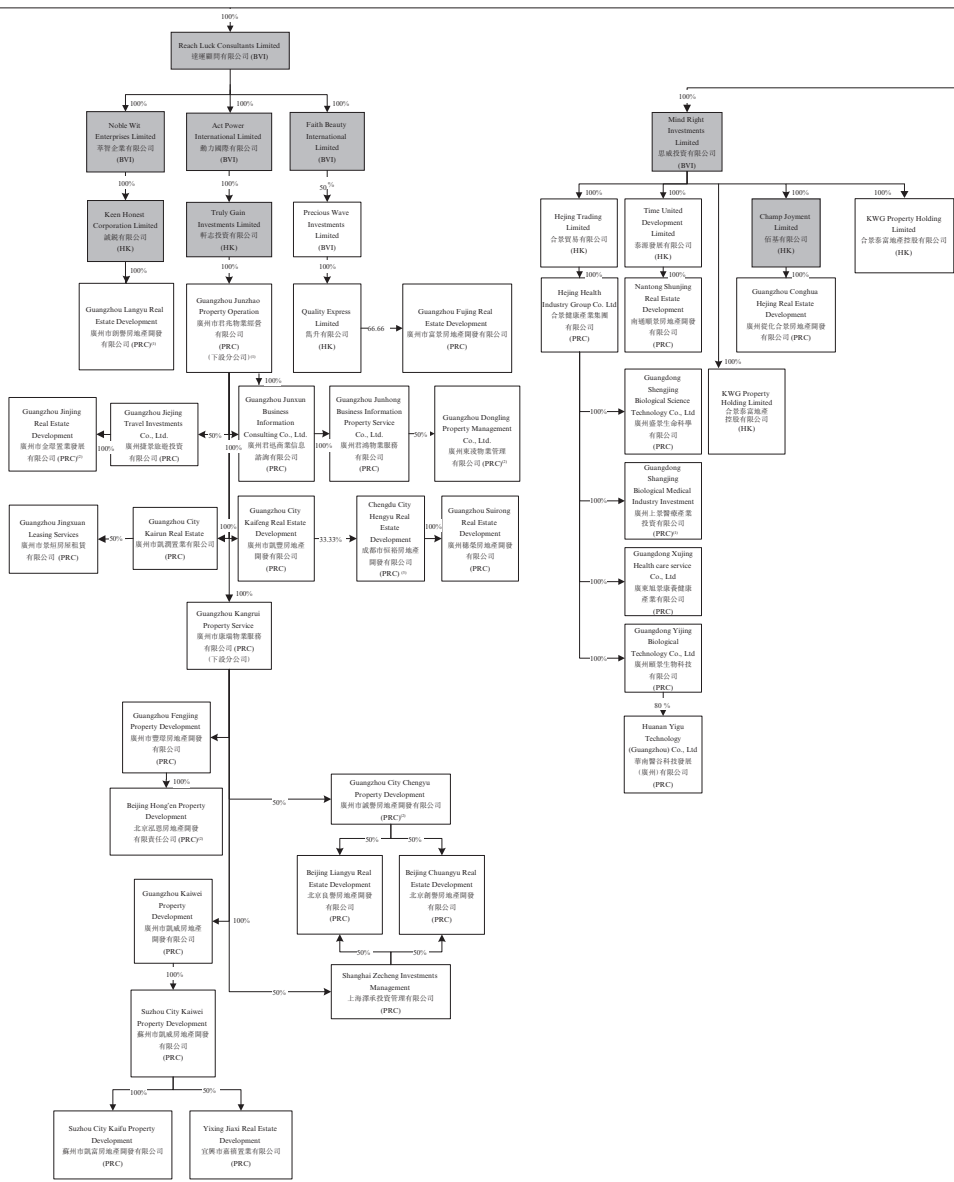 100%
Reach Luck Consultants Limited
達運顧問有限公司 (BVI)
100%
100%
100%
Noble Wit
Enterprises Limited
萃智企業有限公司
(BVI)
Act Power
International Limited
動力國際有限公司
(BVI)
Faith Beauty
International
Limited
(BVI)
100%
100%
50%
Keen Honest
Corporation Limited
誠鋭有限公司
(HK)
Truly Gain
Investments Limited
軒志投資有限公司
(HK)
Precious Wave
Investments
Limited
(BVI)
100%
100%
100%
Guangzhou Langyu Real
Estate Development
廣州市朗譽房地產開發
有限公司 (PRC)
Guangzhou Junzhao
Property Operation
廣州市君兆物業經營
有限公司
(PRC)
(下設分公司)
Quality Express
Limited
雋升有限公司
(HK)
66.66
Guangzhou Fujing Real
Estate Development
廣州市富景房地產開發有限公司
(PRC)
100%
100%
Guangzhou Jinjing
Real Estate
Development
廣州市金璟置業發展
有限公司 (PRC)
100%
Guangzhou Jiejing
Travel Investments
Co., Ltd.
廣州捷景旅遊投資
有限公司 (PRC)
50%
100%
Guangzhou Junxun
Business
Information
Consulting Co., Ltd.
廣州君迅商業信息
諮詢有限公司
(PRC)
100%
Guangzhou Junhong
Business Information
Property Service
Co., Ltd.
廣州君鴻物業服務
有限公司
(PRC)
50%
Guangzhou Dongling
Property Management
Co., Ltd.
廣州東淩物業管理
有限公司 (PRC)
Guangzhou Jingxuan
Leasing Services
廣州市景烜房屋租賃
有限公司 (PRC)
50%
Guangzhou City
Kairun Real Estate
廣州市凱潤置業有限公司
(PRC)
100%
Guangzhou City
Kaifeng Real Estate
Development
廣州市凱豐房地產
開發有限公司
(PRC)
33.33%
Chengdu City
Hengyu Real
Estate
Development
成都市恒裕房地產
開發有限公司
(PRC)
100%
Guangzhou Suirong
Real Estate
Development
廣州穗榮房地產開發
有限公司
(PRC)
100%
Guangzhou Kangrui
Property Service
廣州市康瑞物業服務
有限公司 (PRC)
(下設分公司)
Guangzhou Fengjing
Property Development
廣州市豐璟房地產開發
有限公司
(PRC)
100%
Beijing Hong'en Property
Development
北京泓恩房地產開發
有限責任公司 (PRC)
50%
Guangzhou City Chengyu
Property Development
廣州市誠譽房地產開發有限公司
(PRC)
50%
50%
Beijing Liangyu Real
Estate Development
北京良譽房地產開發
有限公司
(PRC)
Beijing Chuangyu Real
Estate Development
北京創譽房地產開發
有限公司
(PRC)
50%
50%
50%
Shanghai Zecheng Investments
Management
上海澤承投資管理有限公司
(PRC)
Guangzhou Kaiwei
Property
Development
廣州市凱威房地產
開發有限公司
(PRC)
100%
100%
Suzhou City Kaiwei
Property Development
蘇州市凱威房地產開發
有限公司
(PRC)
100%
50%
Suzhou City Kaifu Property
Development
蘇州市凱富房地產開發有限公司
(PRC)
Yixing Jiaxi Real Estate
Development
宜興市嘉禧置業有限公司
(PRC)
100%
Mind Right
Investments
Limited
思威投資有限公司
(BVI)
100%
100%
100%
100%
Hejing Trading
Limited
合景貿易有限公司
(HK)
Time United
Development
Limited
泰滙發展有限公司
(HK)
Champ Joyment
Limited
佰基有限公司
(HK)
KWG Property Holding Limited
合景泰富地產控股有限公司
(HK)
100%
100%
100%
Hejing Health
Industry Group Co. Ltd
合景健康產業集團
有限公司
(PRC)
Nantong Shunjing
Real Estate
Development
南通順景房地產開發
有限公司
(PRC)
Guangzhou Conghua
Hejing Real Estate
Development
廣州從化合景房地產開發
有限公司 (PRC)
100%
KWG Property
Holding Limited
合景泰富地產
控股有限公司
(HK)
100%
Guangdong
Shengjing
Biological Science
Technology Co., Ltd
廣州盛景生命科學
有限公司
(PRC)
100%
Guangdong
Shangjing
Biological Medical
Industry Investment
廣州上景醫療產業
投資有限公司
(PRC)
100%
Guangdong Xujing
Health care service
Co., Ltd
廣東旭景康養健康
產業有限公司
(PRC)
100%
Guangdong Yijing
Biological
Technology Co., Ltd
廣州頤景生物科技
有限公司
(PRC)
80 %
Huanan Yigu
Technology
(Guangzhou) Co., Ltd
華南醫谷科技發展
(廣州) 有限公司
(PRC)